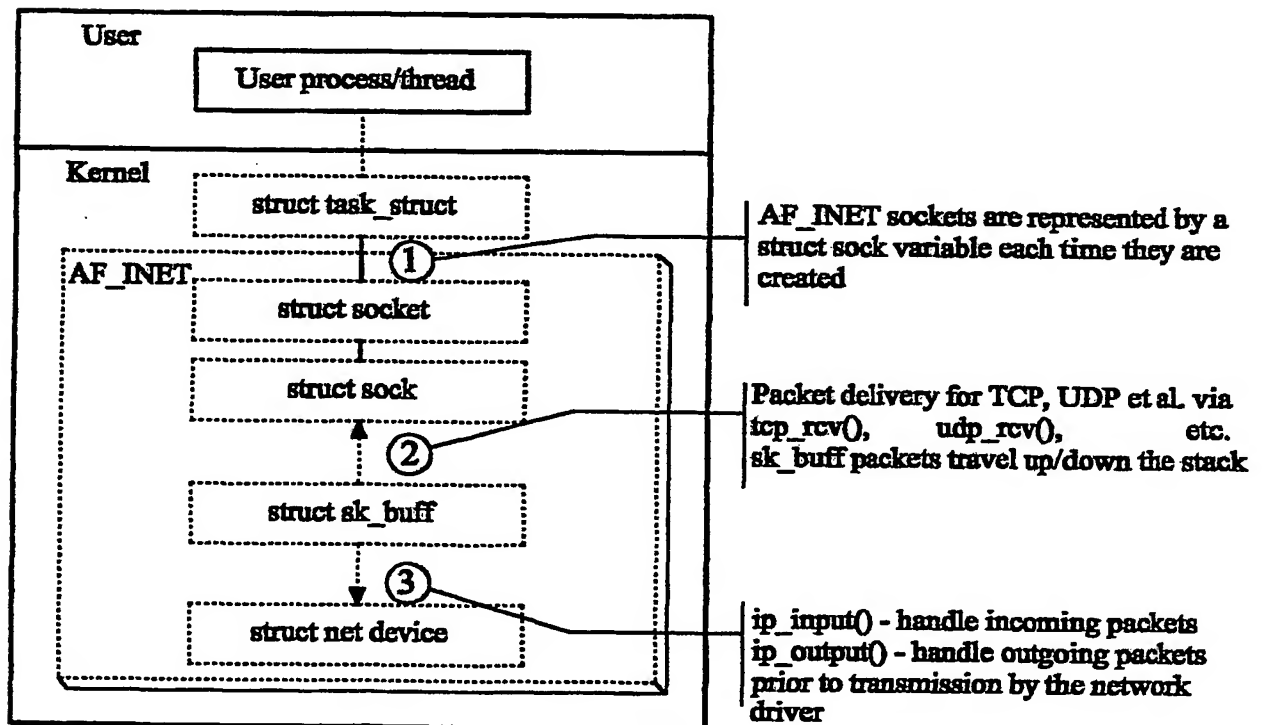 User
User process/thread
Kernel
struct task_struct
AF_INET
1
struct socket
struct sock
2
struct sk_buff
3
struct net device
AF_INET sockets are represented by a
struct sock variable each time they are
created
Packet delivery for TCP, UDP et al. via
tcp_rcv(), udp_rcv(), etc.
sk_buff packets travel up/down the stack
ip_input() - handle incoming packets
ip_output() - handle outgoing packets
prior to transmission by the network
driver